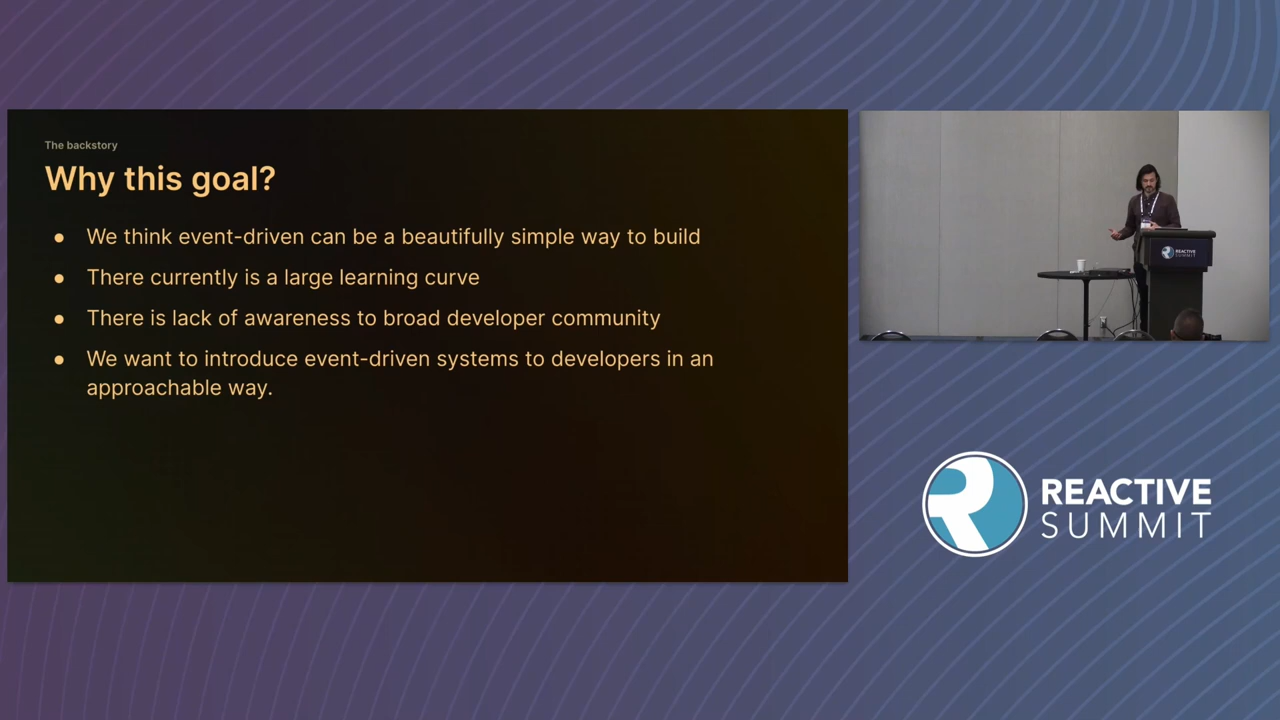 The backstory
Why this goal?
● We think event-driven can be a beautifully simple way to build
● There currently is a large learning curve
● There is lack of awareness to broad developer community
● We want to introduce event-driven systems to developers in an
approachable way.
REACTIVE
SUMMIT
REACTIVE
SUMMIT